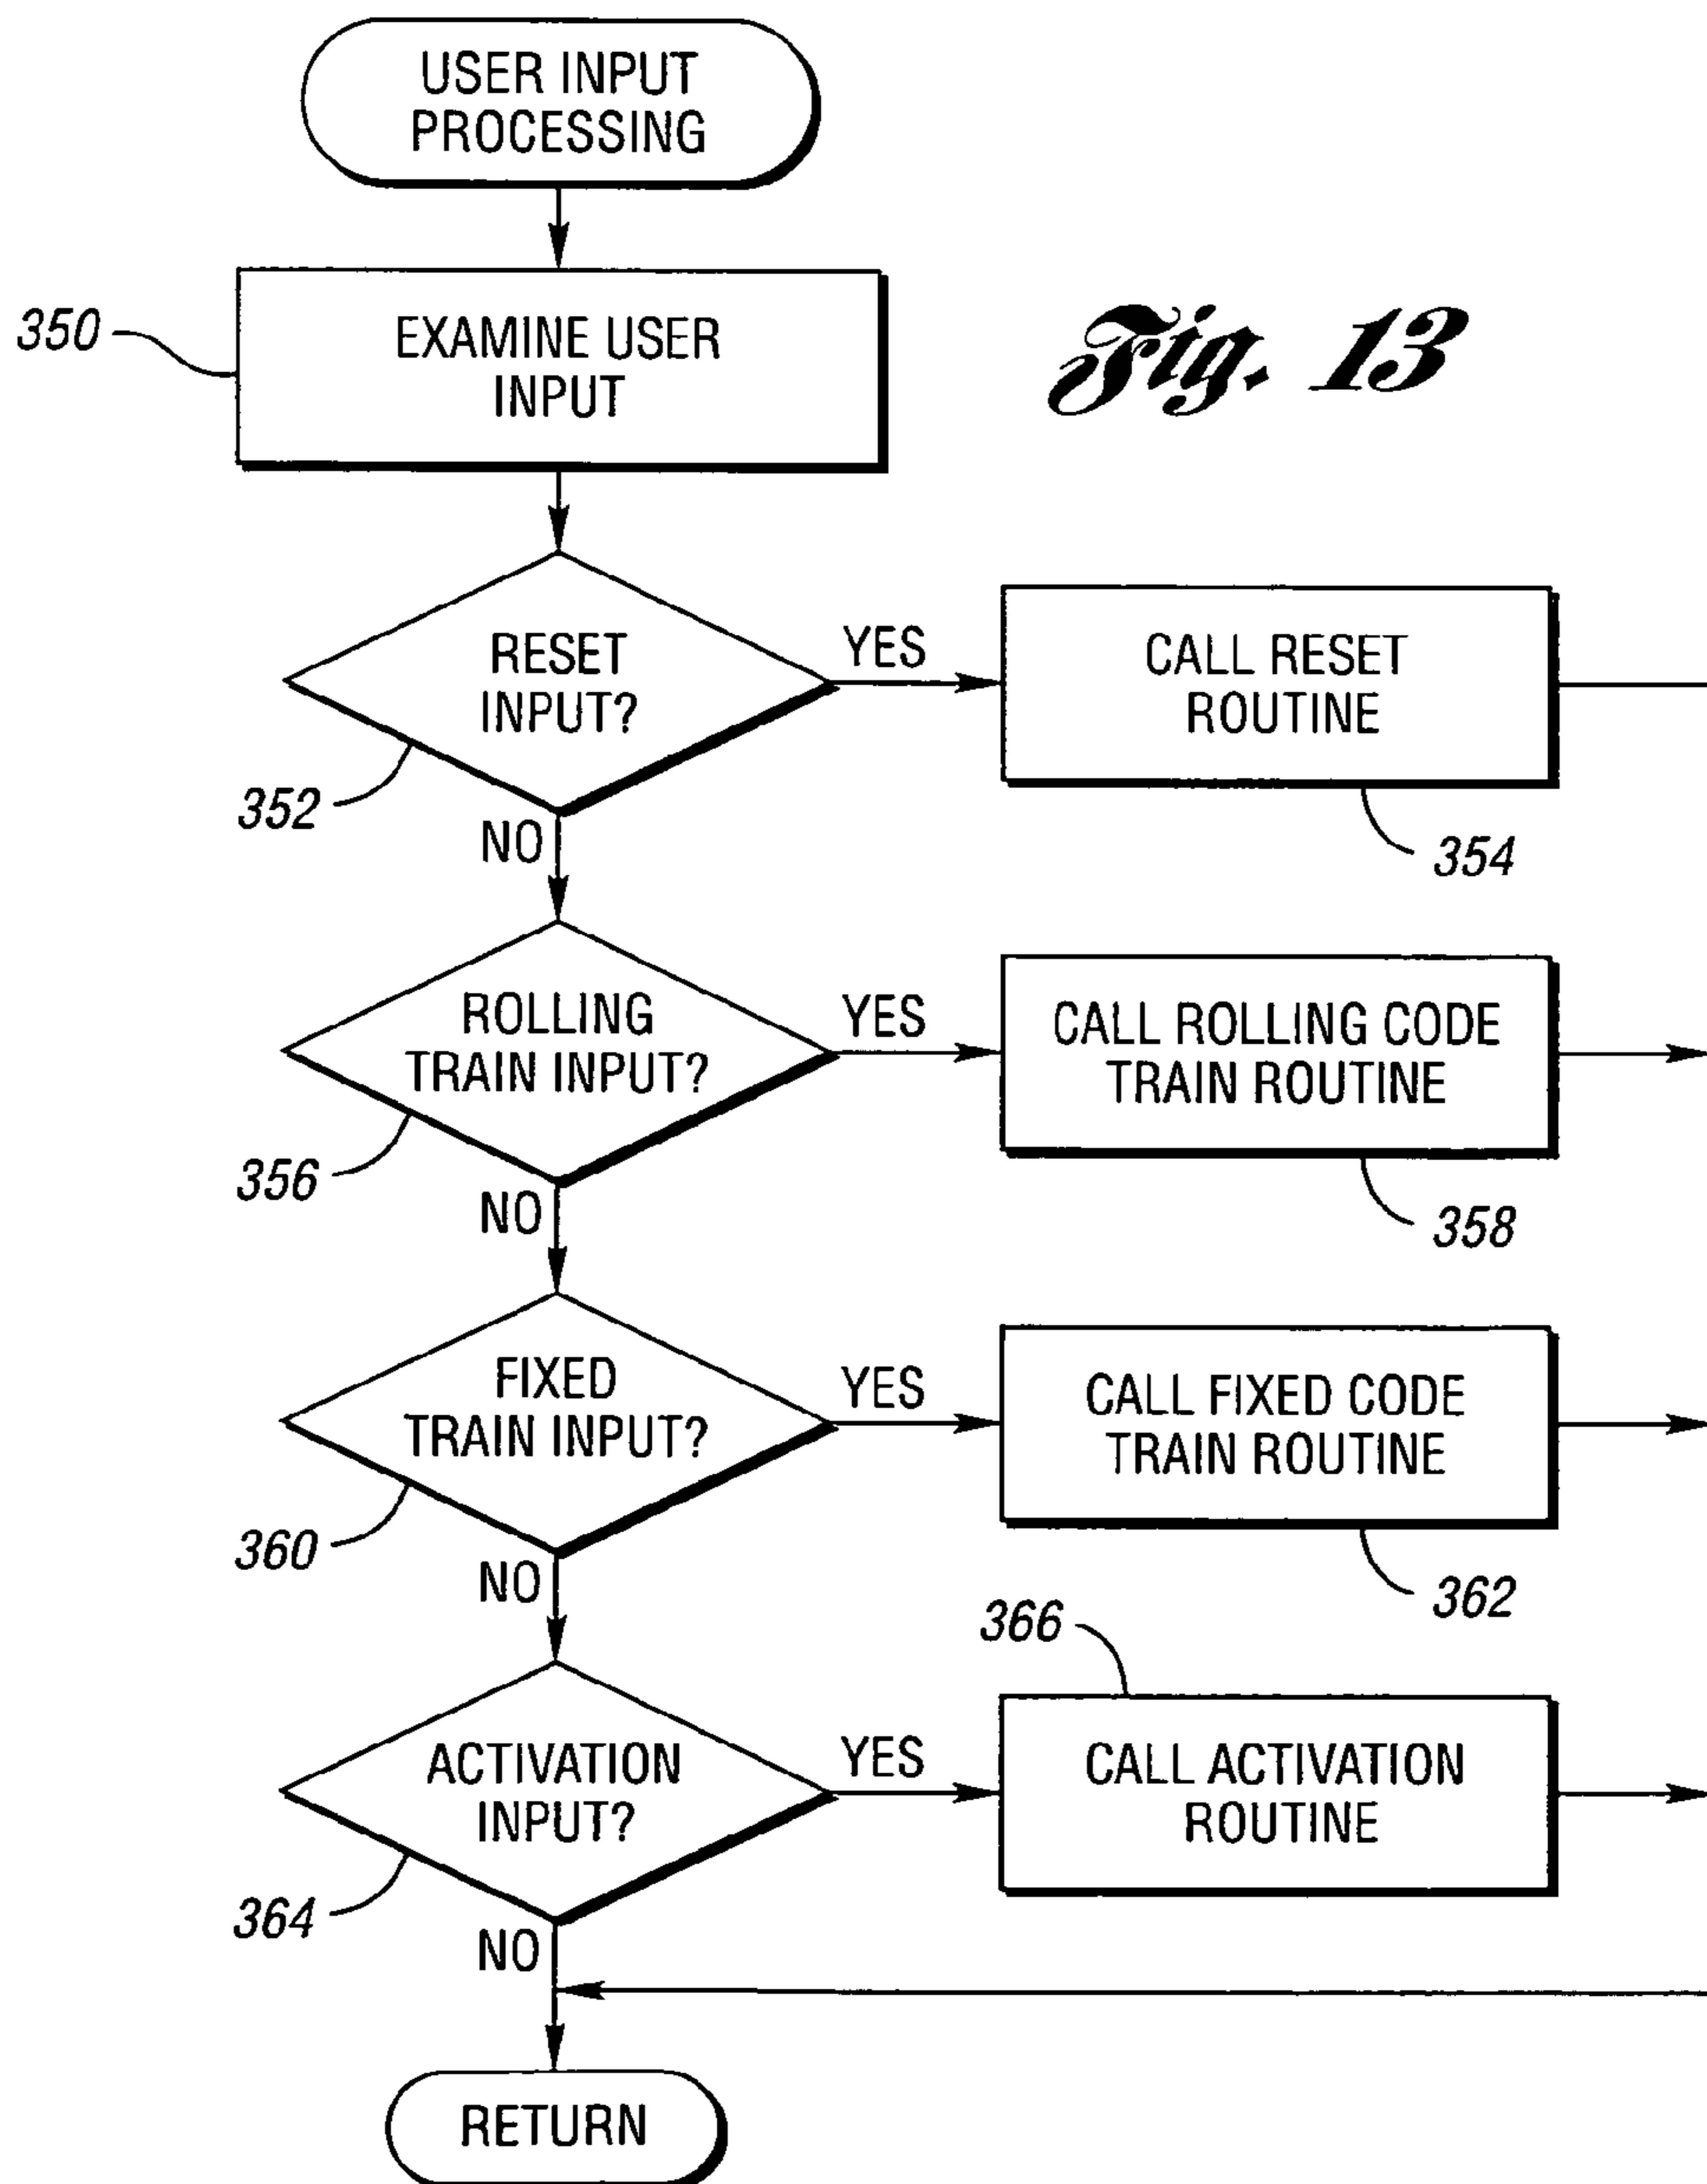 USER INPUT
PROCESSING
350
EXAMINE USER
INPUT
Fig. 13
RESET
INPUT?
YES
CALL RESET
ROUTINE
352
NO
354
ROLLING
TRAIN INPUT?
YES
CALL ROLLING CODE
TRAIN ROUTINE
356
NO
358
FIXED
TRAIN INPUT?
YES
CALL FIXED CODE
TRAIN ROUTINE
360
NO
362
366
ACTIVATION
INPUT?
YES
CALL ACTIVATION
ROUTINE
364
NO
RETURN